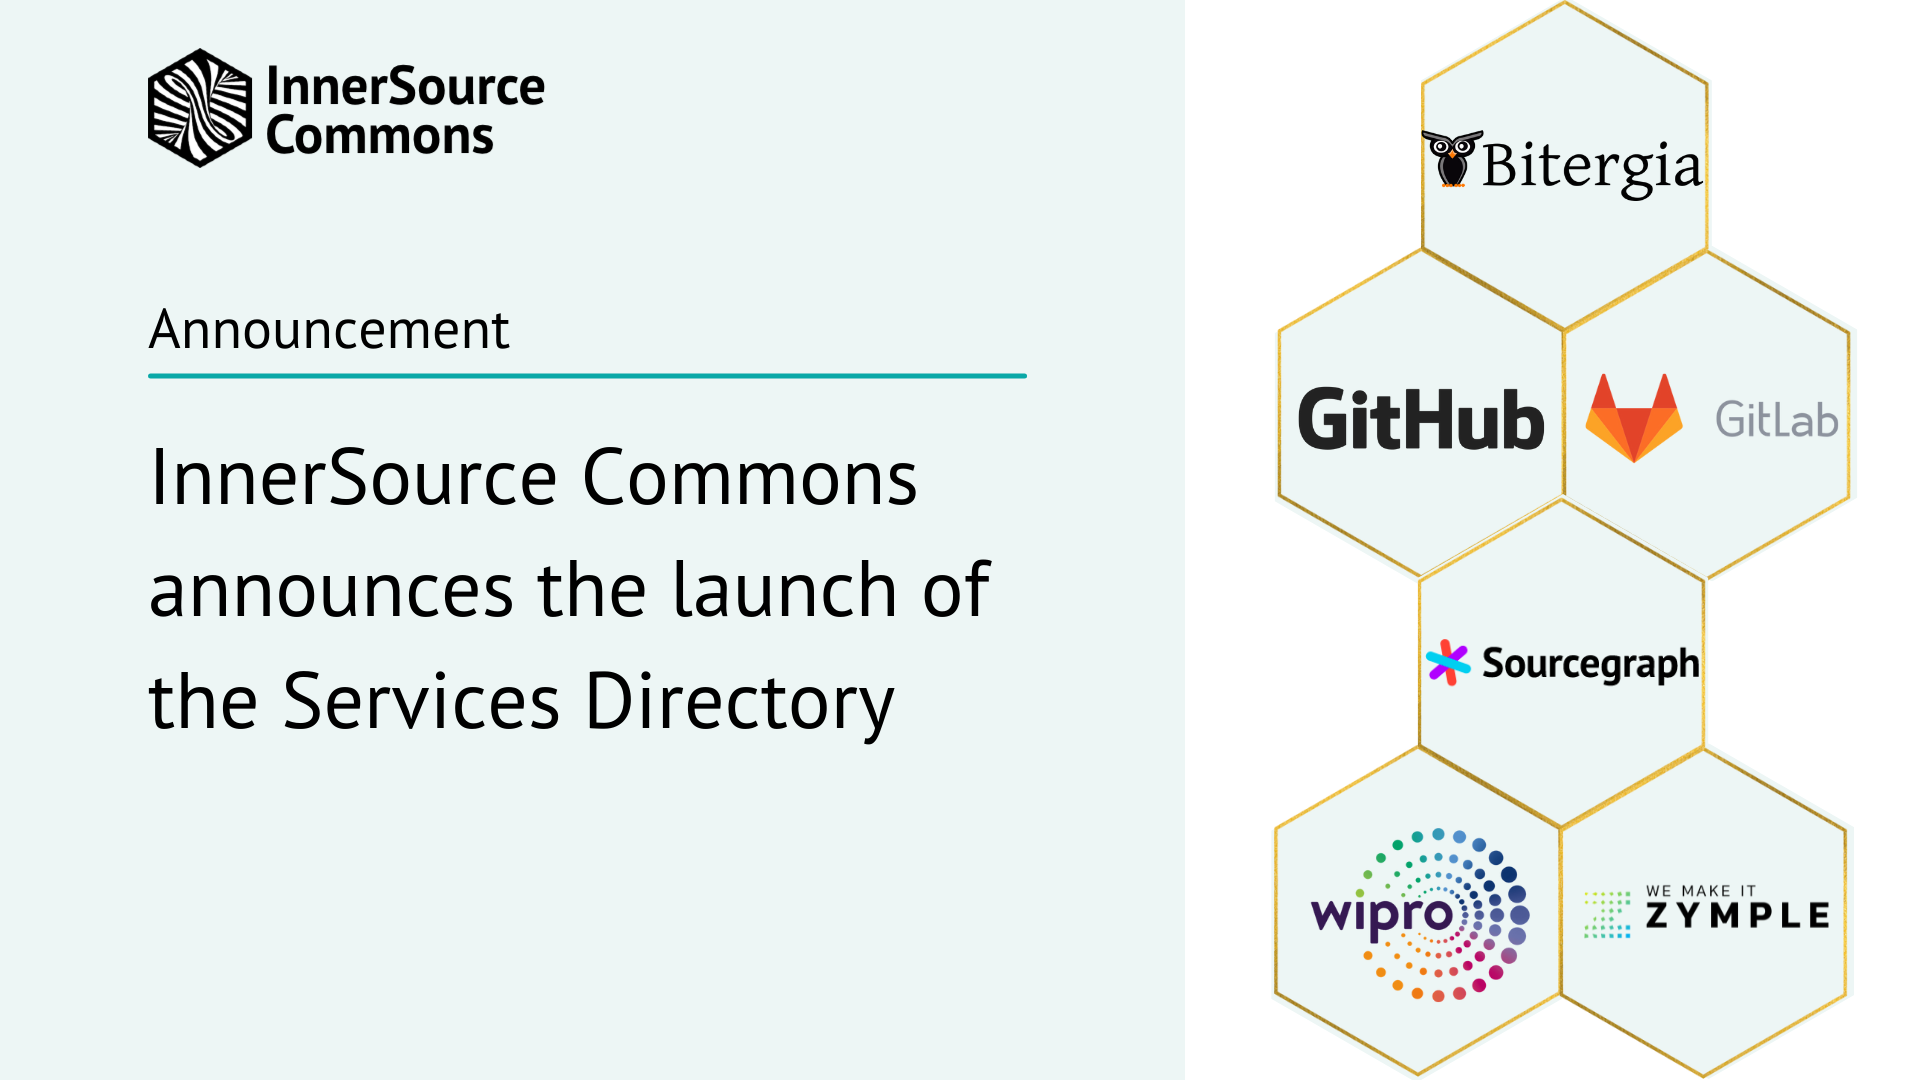 InnerSource
Commons
Announcement
InnerSource Commons
announces the launch of
the Services Directory
Bitergia
GitHub
GitLab
Sourcegraph
wipro
WE MAKE IT
ZYMPLE